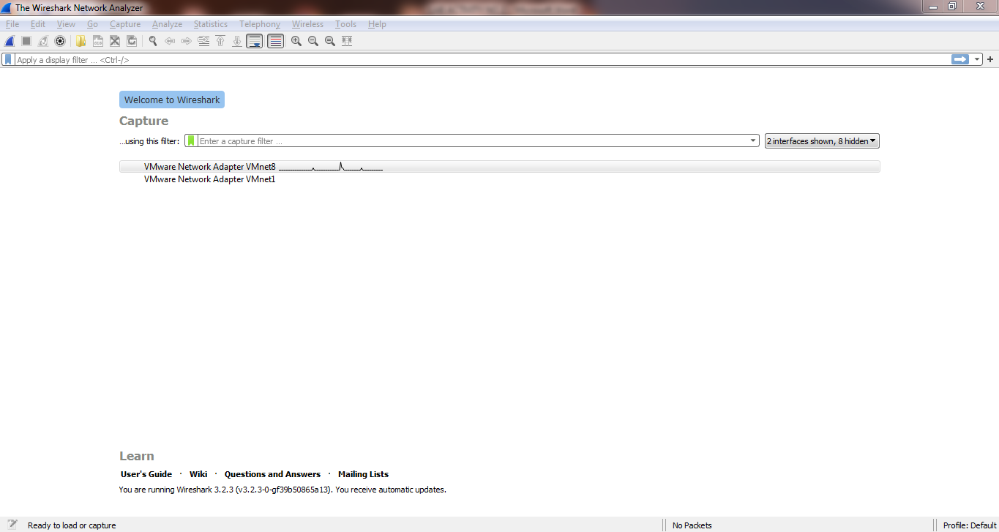 The Wireshark Network Analyzer
File Edit View Go Capture Analyze Statistics Telephony Wireless Tools Help
Apply a display filter ... <Ctrl-/>
Welcome to Wireshark
Capture
...using this filter: Enter a capture filter ... 2 interfaces shown, 8 hidden
VMware Network Adapter VMnet8
VMware Network Adapter VMnet1
Learn
User's Guide · Wiki · Questions and Answers · Mailing Lists
You are running Wireshark 3.2.3 (v3.2.3-0-gf39b50865a13). You receive automatic updates.
Ready to load or capture No Packets Profile: Default